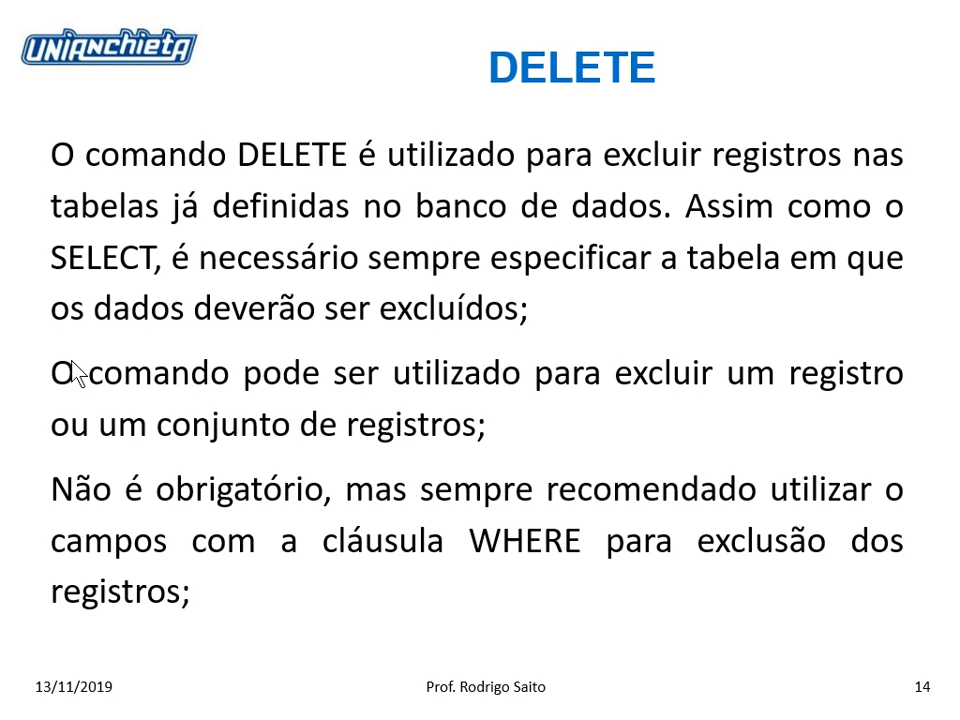 UNIANCHIETA
DELETE
O comando DELETE é utilizado para excluir registros nas
tabelas já definidas no banco de dados. Assim como o
SELECT, é necessário sempre especificar a tabela em que
os dados deverão ser excluídos;
O comando pode ser utilizado para excluir um registro
ou um conjunto de registros;
Não é obrigatório, mas sempre recomendado utilizar o
campos com a cláusula WHERE para exclusão dos
registros;
13/11/2019
Prof. Rodrigo Saito
14